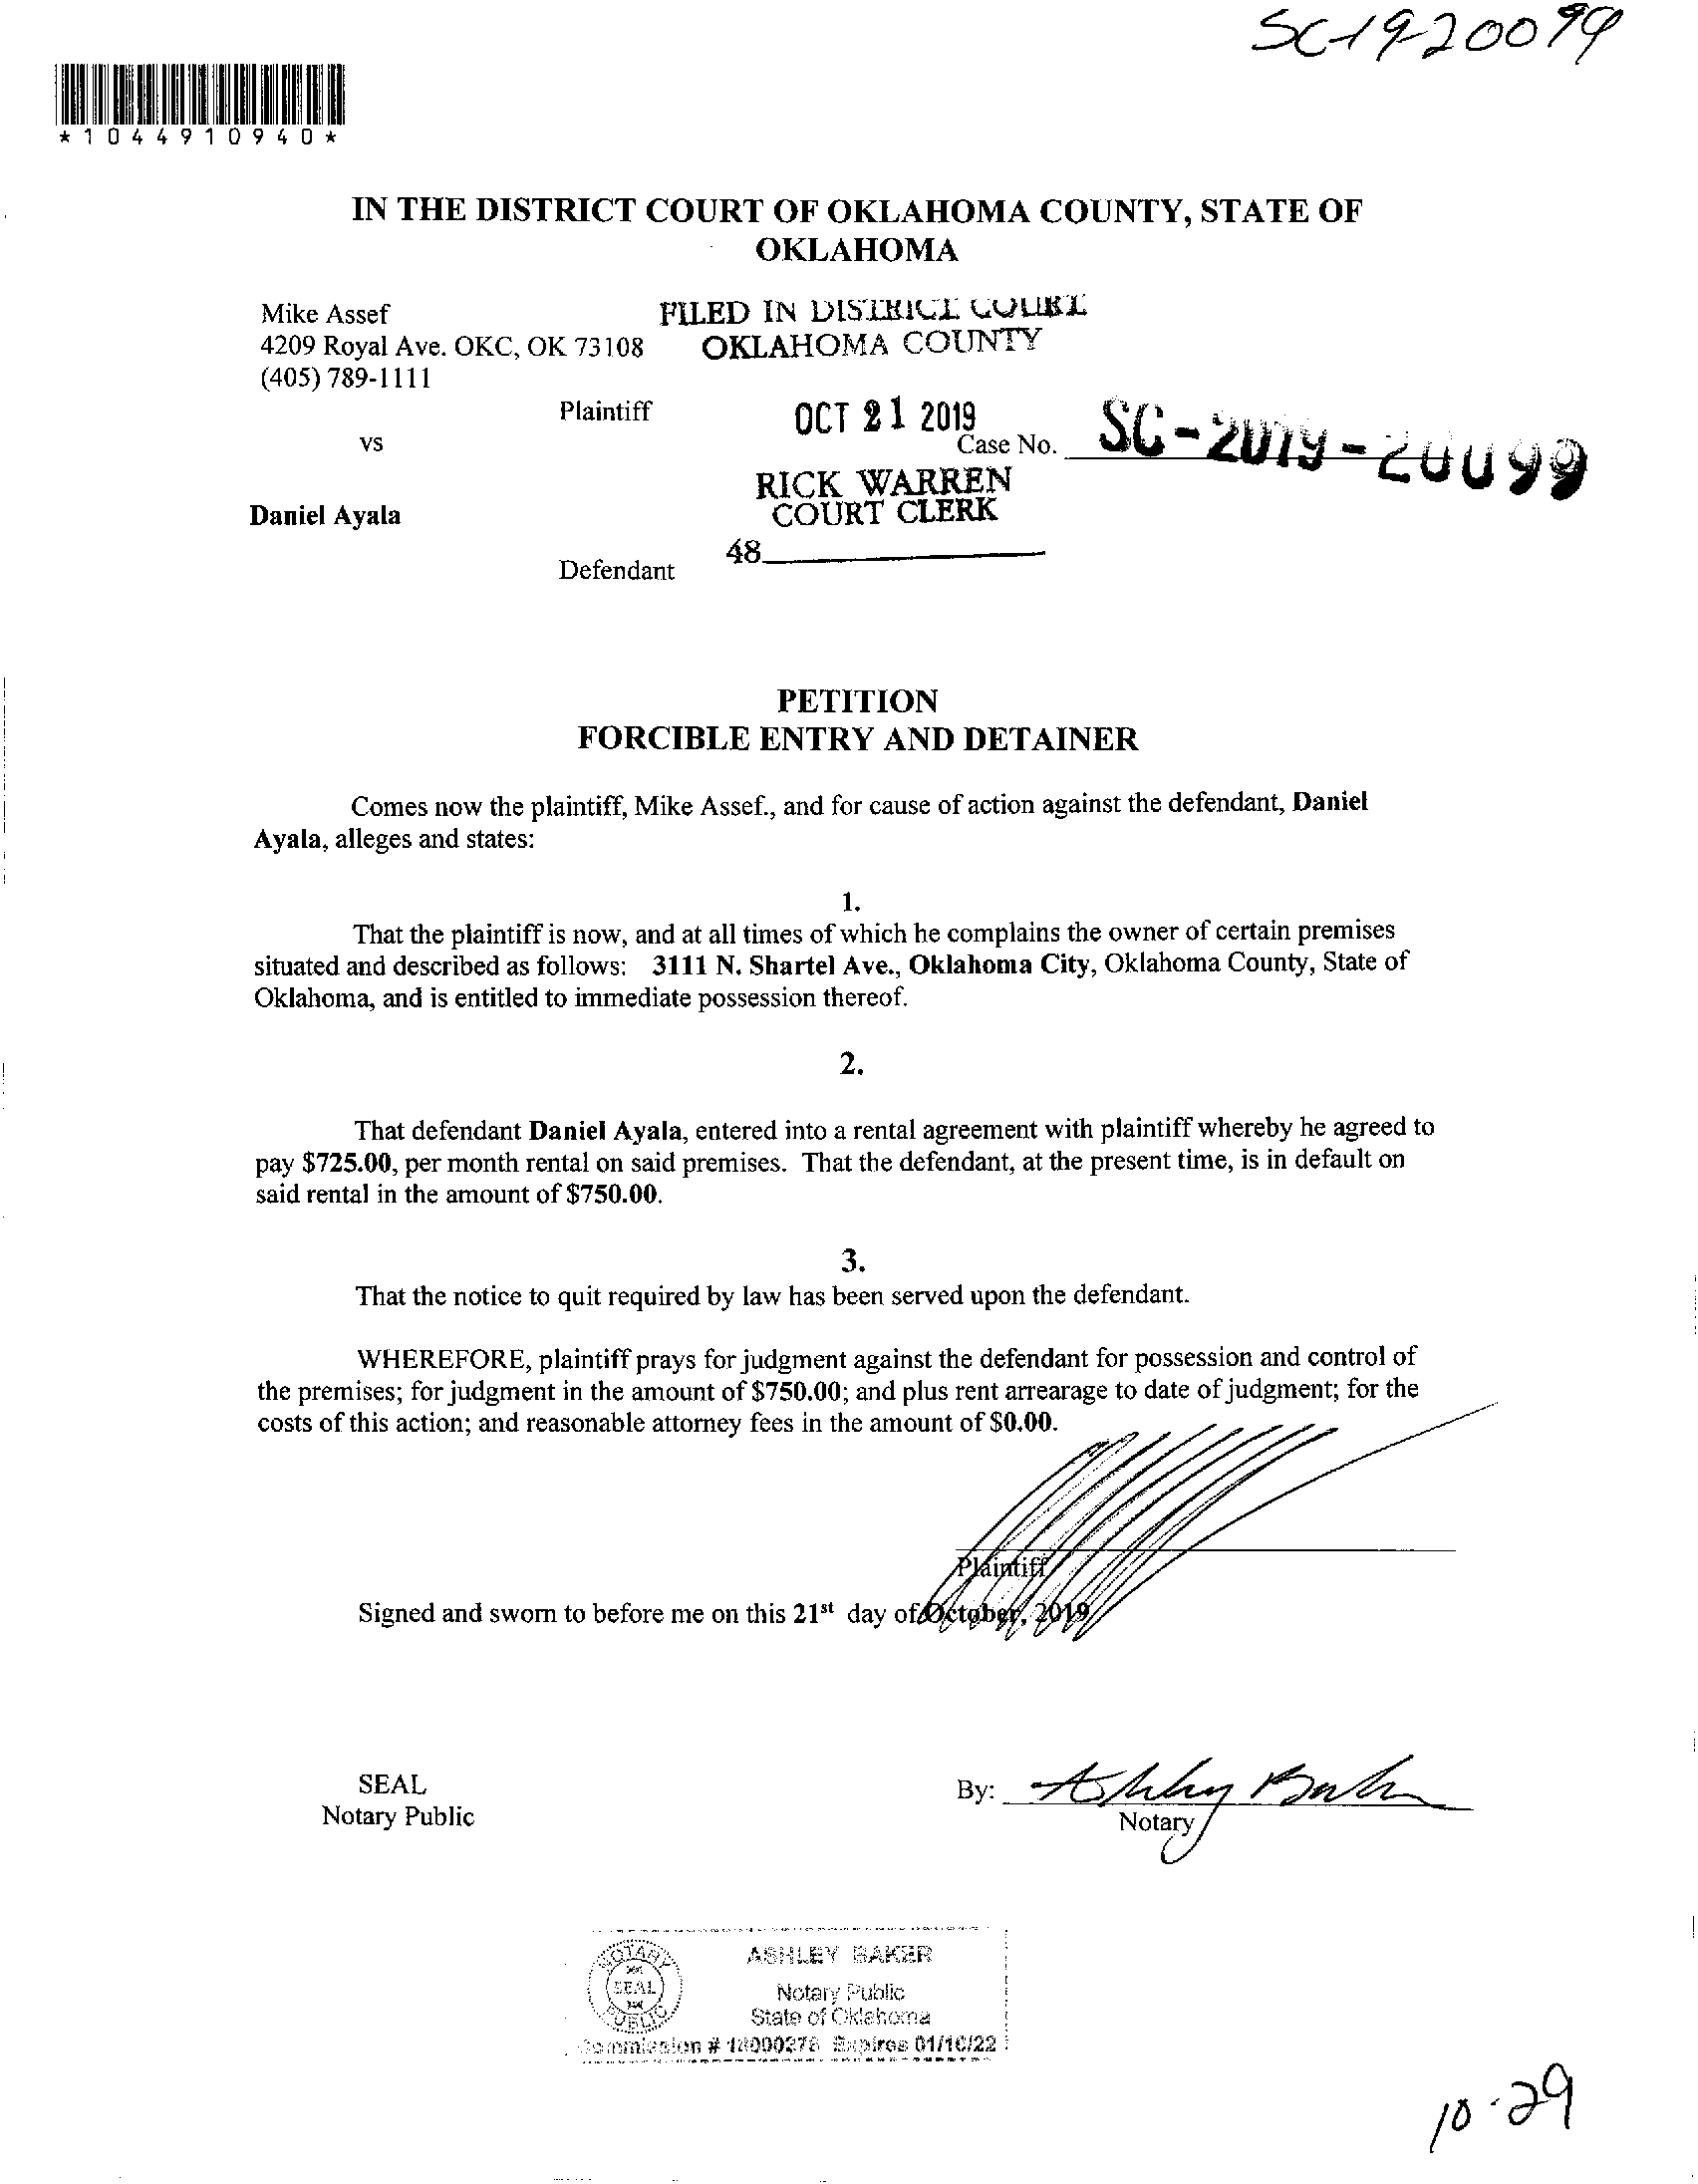 SC-19-20099
*1044910940*
IN THE DISTRICT COURT OF OKLAHOMA COUNTY, STATE OF
OKLAHOMA
Mike Assef
4209 Royal Ave. OKC, OK 73108
(405) 789-1111
Plaintiff
vs
Daniel Ayala
Defendant
FILED IN DISTRICT COURT
OKLAHOMA COUNTY
OCT 21 2019
Case No. SC-2019-20099
RICK WARREN
COURT CLERK
48
PETITION
FORCIBLE ENTRY AND DETAINER
Comes now the plaintiff, Mike Assef., and for cause of action against the defendant, Daniel
Ayala, alleges and states:
1.
That the plaintiff is now, and at all times of which he complains the owner of certain premises
situated and described as follows: 3111 N. Shartel Ave., Oklahoma City, Oklahoma County, State of
Oklahoma, and is entitled to immediate possession thereof.
2.
That defendant Daniel Ayala, entered into a rental agreement with plaintiff whereby he agreed to
pay $725.00, per month rental on said premises. That the defendant, at the present time, is in default on
said rental in the amount of $750.00.
3.
That the notice to quit required by law has been served upon the defendant.
WHEREFORE, plaintiff prays for judgment against the defendant for possession and control of
the premises; for judgment in the amount of $750.00; and plus rent arrearage to date of judgment; for the
costs of this action; and reasonable attorney fees in the amount of $0.00.
Plaintiff
Signed and sworn to before me on this 21st day of October, 2019
SEAL
Notary Public
By: Ashley Baker
Notary
NOTARY
SEAL
PUBLIC
ASHLEY BAKER
Notary Public
State of Oklahoma
Commission # Expires 01/16/22
10-29